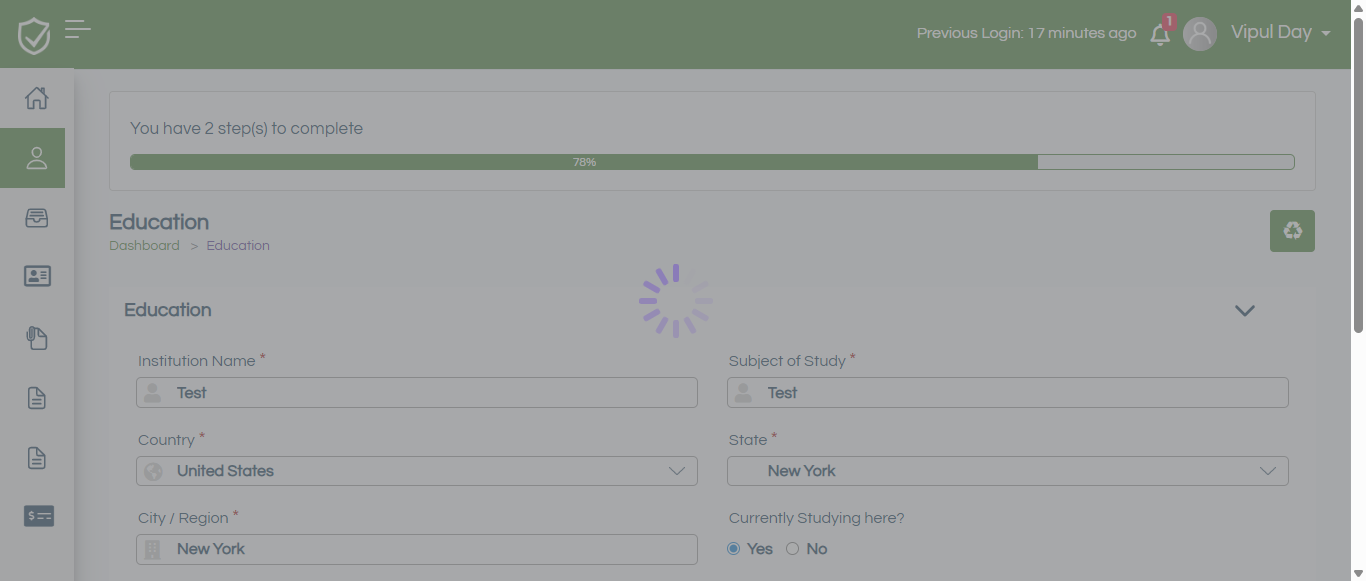 Previous Login: 17 minutes ago 1 Vipul Day
You have 2 step(s) to complete
78%
Education
Dashboard > Education
Education
Institution Name * Subject of Study *
Test Test
Country * State *
United States New York
City / Region * Currently Studying here?
New York Yes No